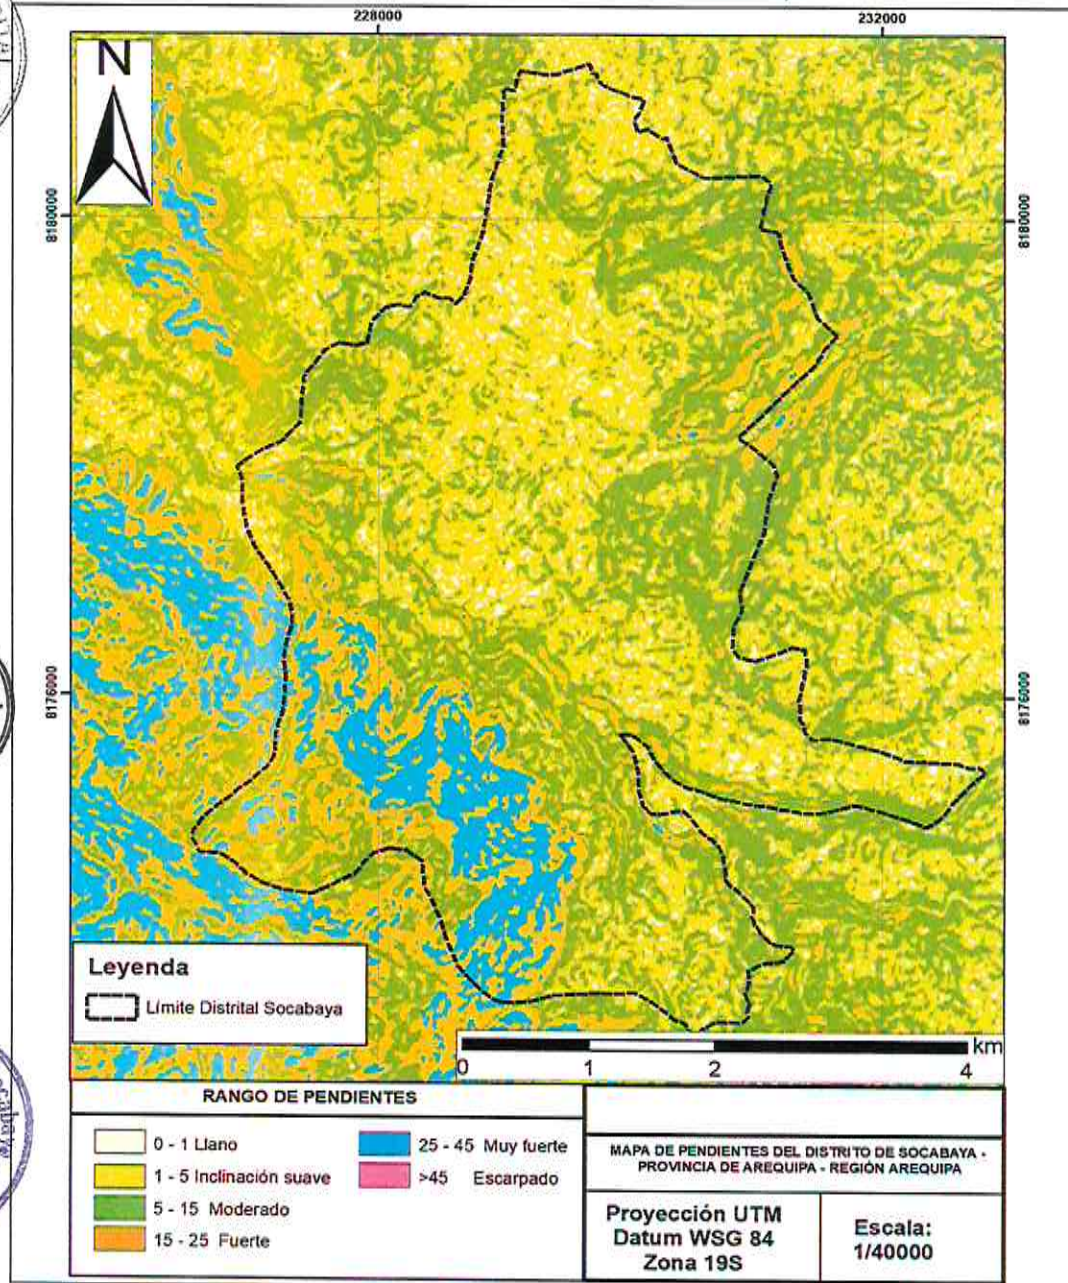 228000
232000
N
8180000
8180000
8176000
8176000
Leyenda
Límite Distrital Socabaya
km
0 1 2 4
RANGO DE PENDIENTES
0 - 1 Llano
1 - 5 Inclinación suave
5 - 15 Moderado
15 - 25 Fuerte
25 - 45 Muy fuerte
>45 Escarpado
MAPA DE PENDIENTES DEL DISTRITO DE SOCABAYA -
PROVINCIA DE AREQUIPA - REGIÓN AREQUIPA
Proyección UTM
Datum WSG 84
Zona 19S
Escala:
1/40000